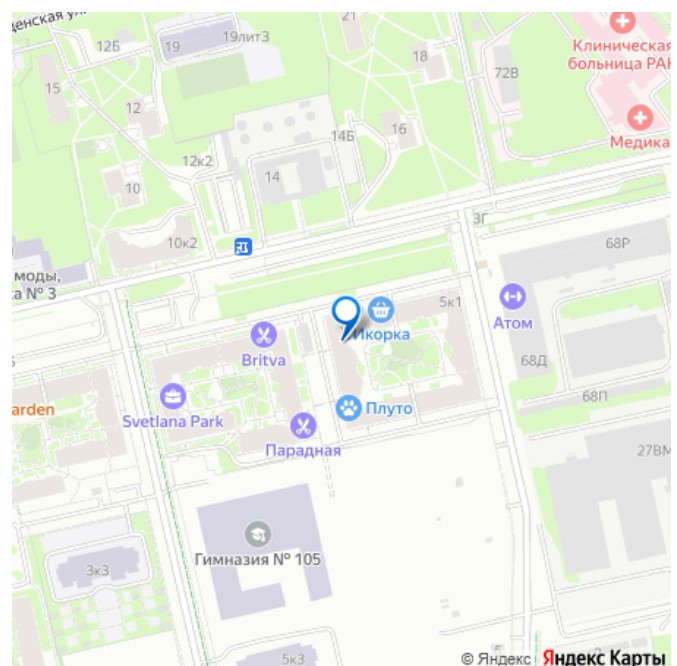 денская ул
21
12Б
19
19лит3
Клиническая
больница РАН
18
72В
15
12
14Б
16
Медика
12к2
14
10
3Г
10к2
68Р
моды,
а № 3
5к1
Икорка
Атом
Britva
68Д
arden
Svetlana Park
Плуто
68П
Парадная
27ВМ
Гимназия № 105
3к3
5к3
© Яндекс Яндекс Карты